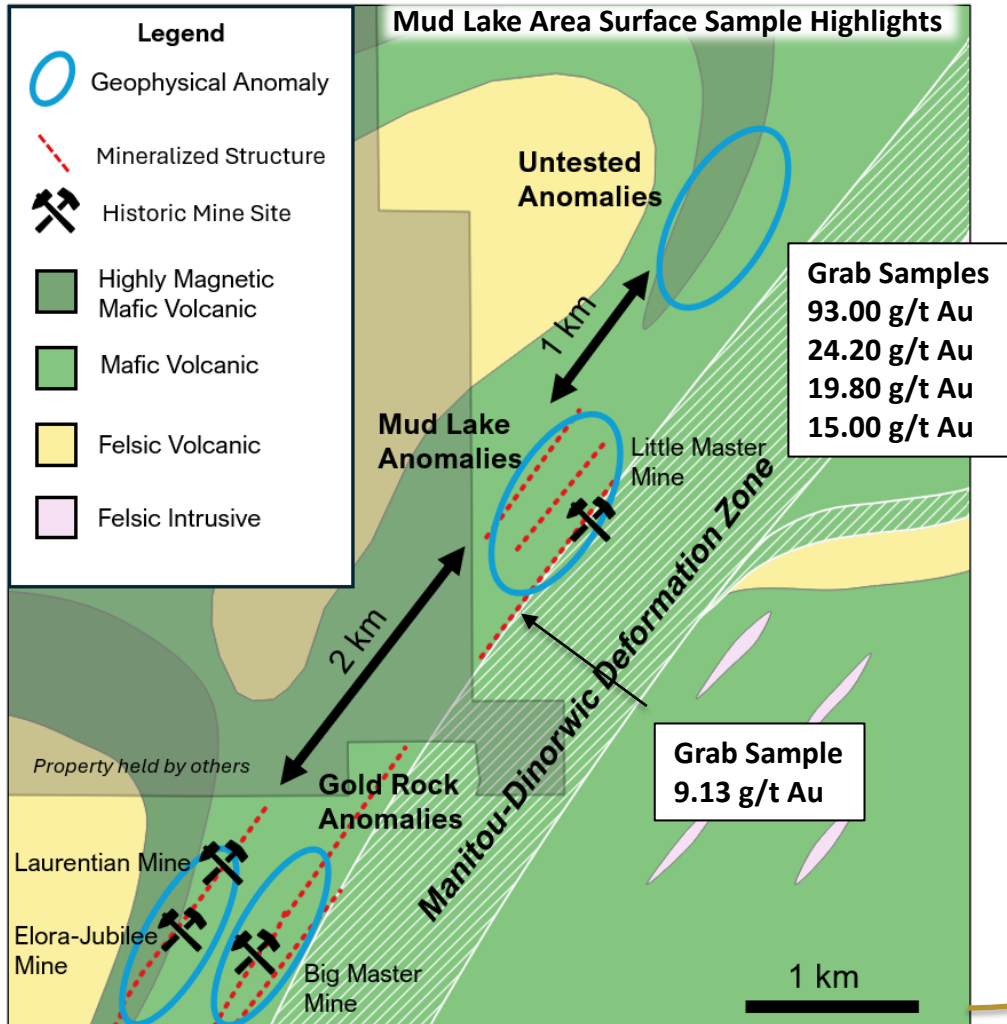 Mud Lake Area Surface Sample Highlights
Legend
Geophysical Anomaly
Mineralized Structure
Historic Mine Site
Highly Magnetic
Mafic Volcanic
Mafic Volcanic
Felsic Volcanic
Felsic Intrusive
Untested
Anomalies
Grab Samples
93.00 g/t Au
24.20 g/t Au
19.80 g/t Au
15.00 g/t Au
1 km
Mud Lake
Anomalies
Little Master
Mine
Manitou-Dinorwic Deformation Zone
2 km
Grab Sample
9.13 g/t Au
Property held by others
Gold Rock
Anomalies
Laurentian Mine
Elora-Jubilee
Mine
Big Master
Mine
1 km